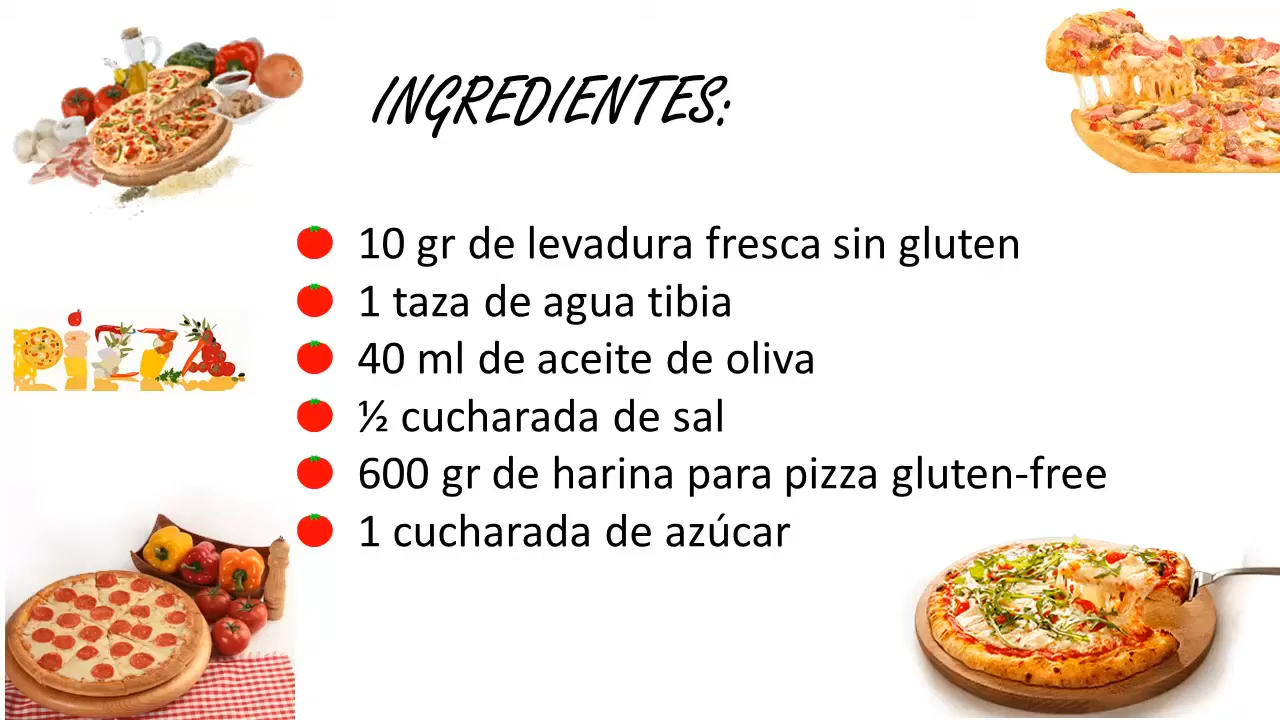 INGREDIENTES:
10 gr de levadura fresca sin gluten
1 taza de agua tibia
40 ml de aceite de oliva
½ cucharada de sal
PiZZA
600 gr de harina para pizza gluten-free
1 cucharada de azúcar